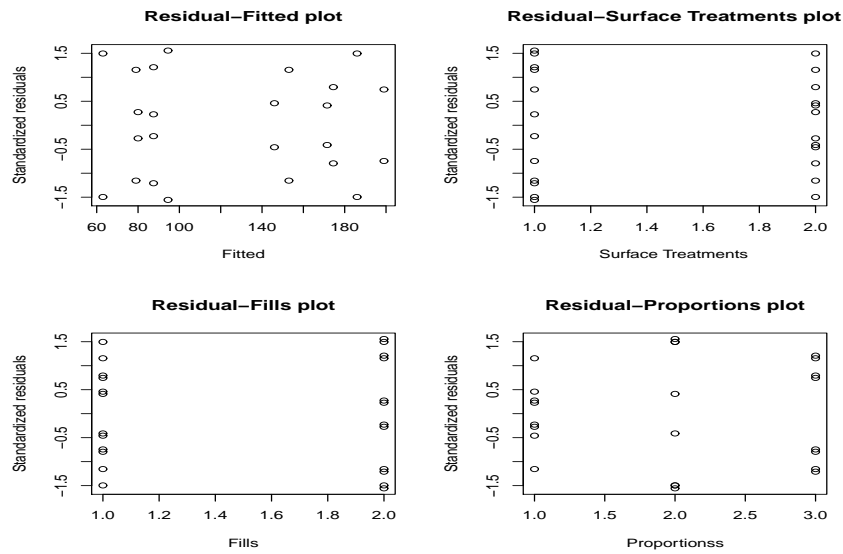 Residual−Fitted plot
Standardized residuals
−1.5 −0.5 0.5 1.5
60 80 100 140 180
Fitted
Residual−Surface Treatments plot
Standardized residuals
−1.5 −0.5 0.5 1.5
1.0 1.2 1.4 1.6 1.8 2.0
Surface Treatments
Residual−Fills plot
Standardized residuals
−1.5 −0.5 0.5 1.5
1.0 1.2 1.4 1.6 1.8 2.0
Fills
Residual−Proportions plot
Standardized residuals
−1.5 −0.5 0.5 1.5
1.0 1.5 2.0 2.5 3.0
Proportionss